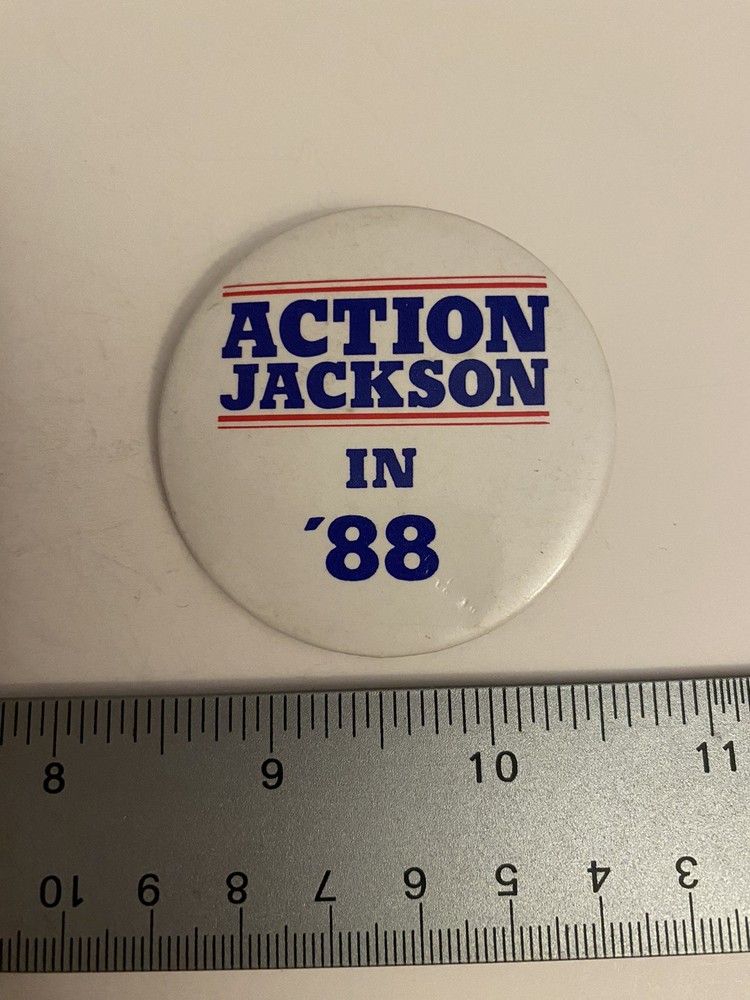 ACTION
JACKSON
IN
'88
8 9 10 11
10 9 8 7 6 5 4 3